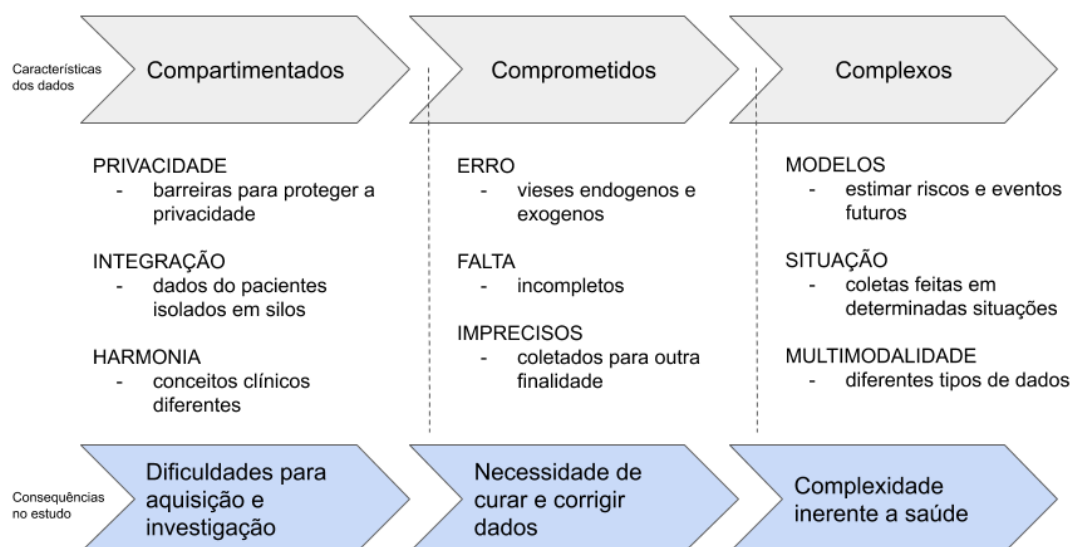 Características
dos dados
Compartimentados
Comprometidos
Complexos
PRIVACIDADE
- barreiras para proteger a
privacidade
INTEGRAÇÃO
- dados do pacientes
isolados em silos
HARMONIA
- conceitos clínicos
diferentes
ERRO
- vieses endogenos e
exogenos
FALTA
- incompletos
IMPRECISOS
- coletados para outra
finalidade
MODELOS
- estimar riscos e eventos
futuros
SITUAÇÃO
- coletas feitas em
determinadas situações
MULTIMODALIDADE
- diferentes tipos de dados
Consequências
no estudo
Dificuldades para
aquisição e
investigação
Necessidade de
curar e corrigir
dados
Complexidade
inerente a saúde